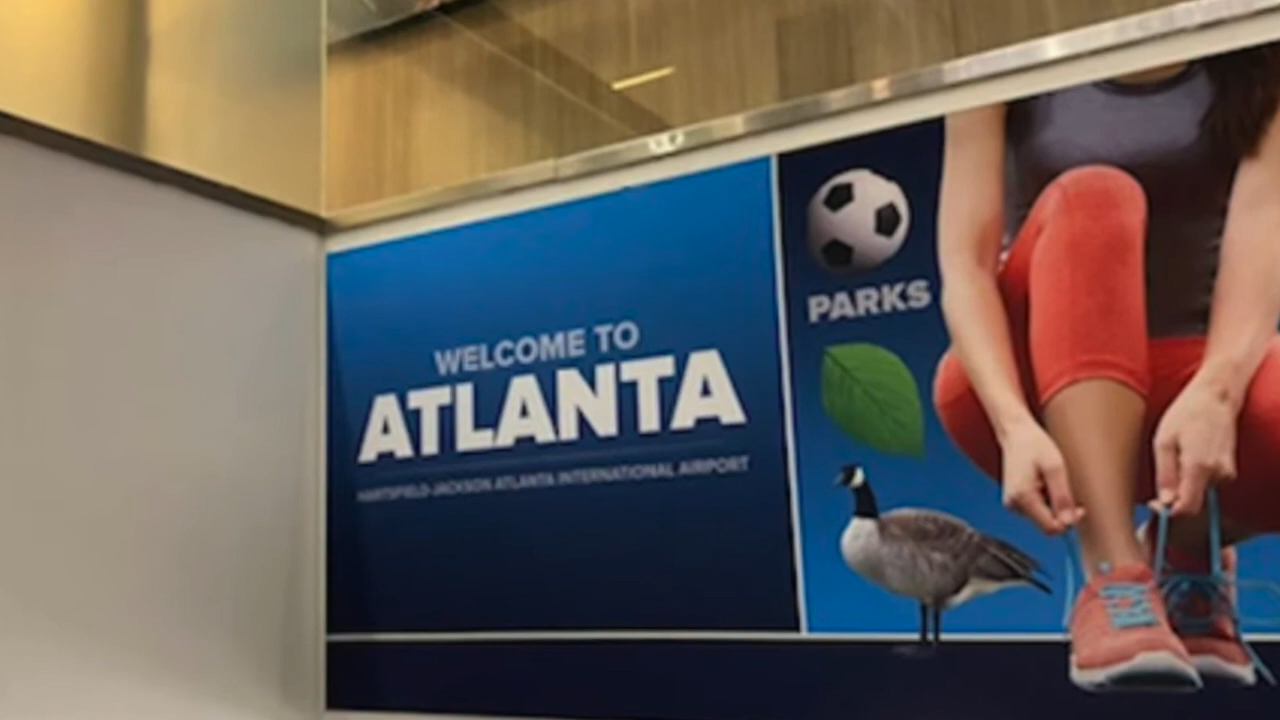 WELCOME TO
ATLANTA
HARTSFIELD-JACKSON ATLANTA INTERNATIONAL AIRPORT
PARKS